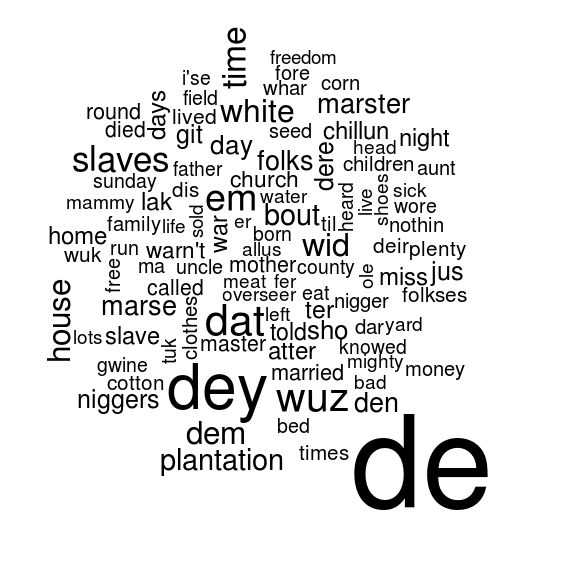 time
freedom
i'se fore
whar corn
days field
round lived white marster
died git seed chillun night
day head
slaves father folks dere children aunt
sunday church
mammy lak dis em water heard live shoes sick
wore
family life sold war er bout til nothin
home born
wuk run warn't allus wid deir plenty
free ma uncle mother county ole miss jus
called meat fer
house marse clothes overseer eat nigger folkses
left ter
dat
lots slave tuk master told sho dar yard
atter knowed
gwine mighty money
cotton dey married bad
niggers wuz den
dem bed
plantation times de